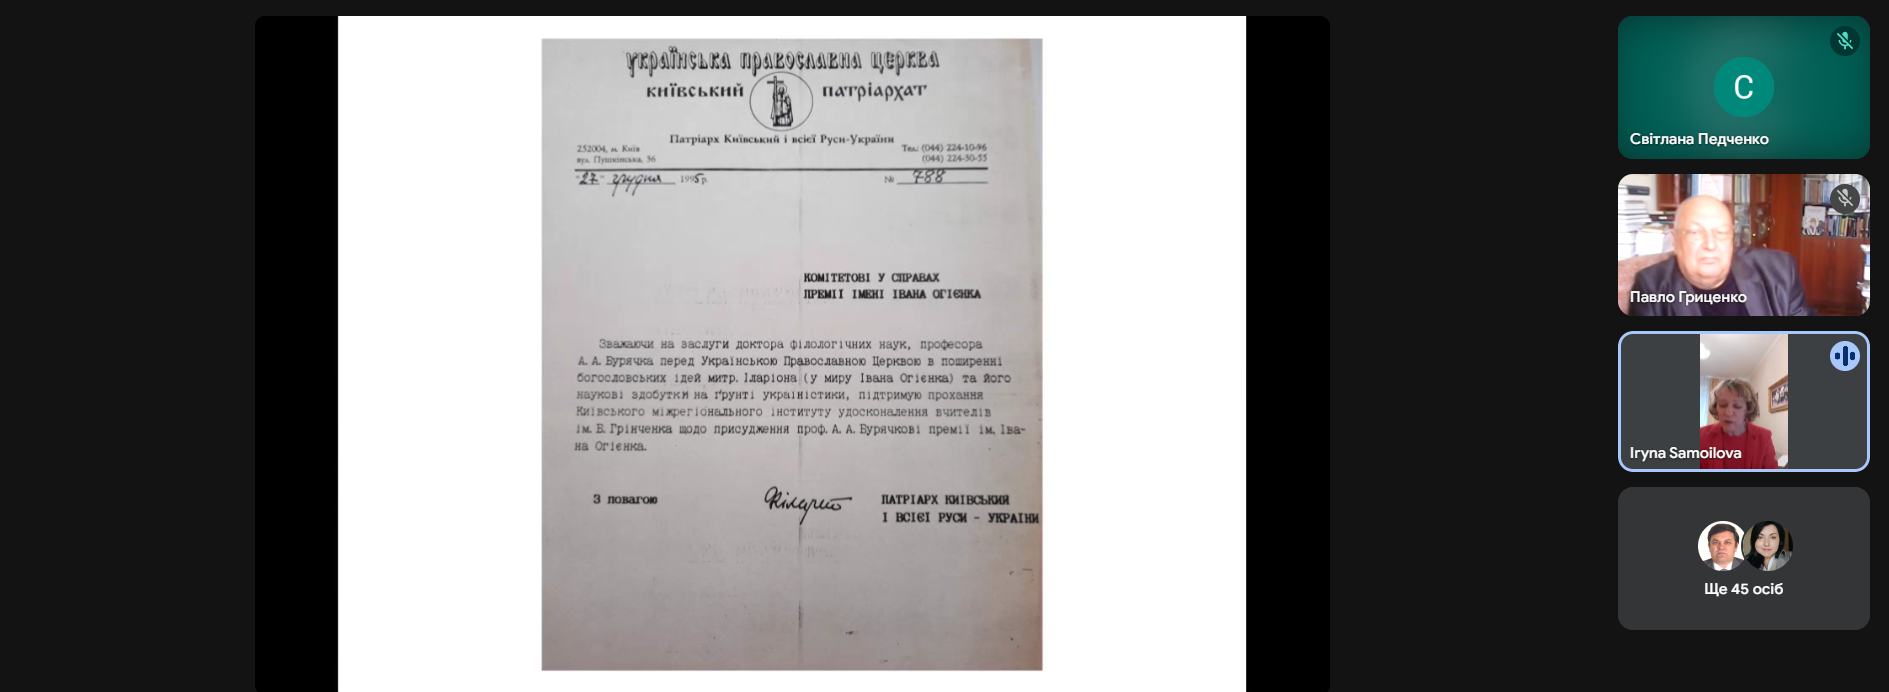 українська православна церква
київський патріархат
Патріарх Київський і всієї Руси-України
252004, м. Київ
вул. Пушкінська, 36
Тел.: (044) 224-10-96
(044) 224-30-55
"27" грудня 1995 р.
№ 788
КОМІТЕТОВІ У СПРАВАХ
ПРЕМІЇ ІМЕНІ ІВАНА ОГІЄНКА
Зважаючи на заслуги доктора філологічних наук, професора
А.А.Бурячка перед Українською Православною Церквою в поширенні
богословських ідей митр. Іларіона (у миру Івана Огієнка) та його
наукові здобутки на ґрунті україністики, підтримую прохання
Київського міжрегіонального інституту удосконалення вчителів
ім. Б. Грінченка щодо присудження проф. А.А.Бурячкові премії ім. Іва-
на Огієнка.
З повагою
Філарет
ПАТРІАРХ КИЇВСЬКИЙ
І ВСІЄЇ РУСИ - УКРАЇНИ
С
Світлана Педченко
Павло Гриценко
Iryna Samoilova
Ще 45 осіб